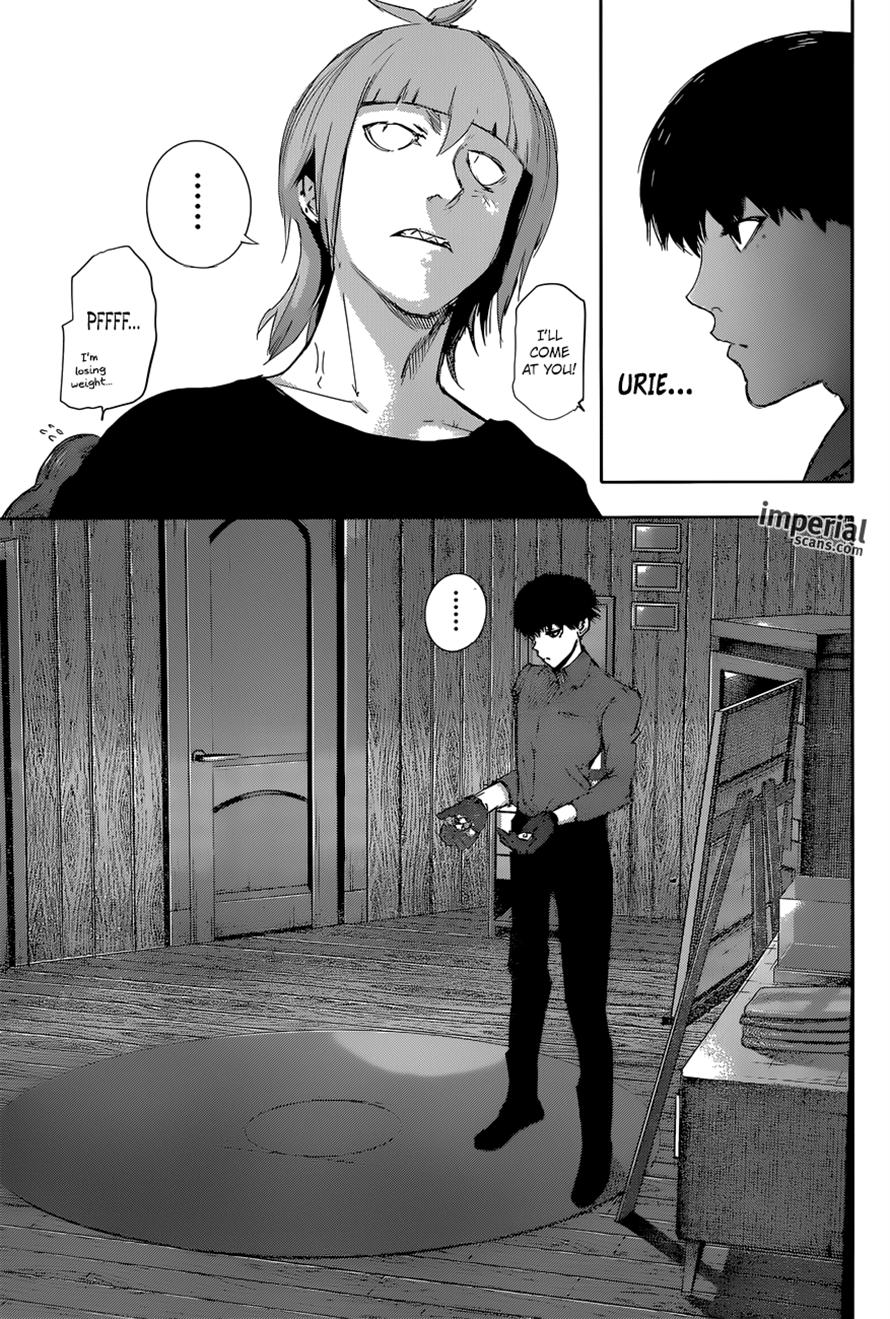 URIE...
I'LL
COME
AT YOU!
......
PFFFF...
I'm
losing
weight...
imperial
scans.com
......